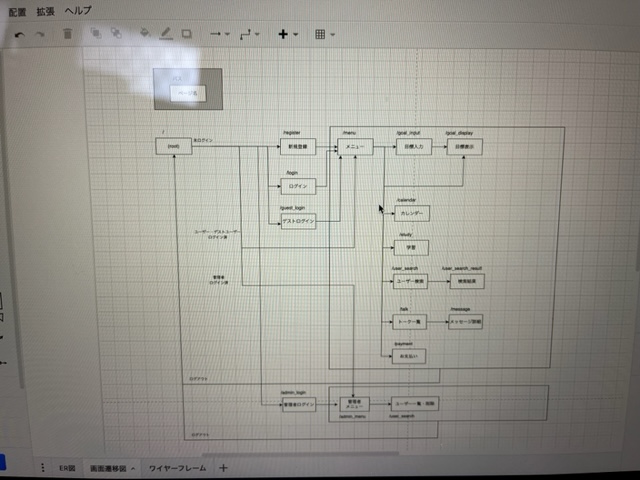 配置 拡張 ヘルプ
パス
ページ名
/
(root)
未ログイン
/register
新規登録
/menu
メニュー
/goal_input
目標入力
/goal_display
目標表示
/login
ログイン
/guest_login
ゲストログイン
/calendar
カレンダー
ユーザー・ゲストユーザー
ログイン済
/study
学習
管理者
ログイン済
/user_search
ユーザー検索
/user_search_result
検索結果
/talk
トーク一覧
/message
メッセージ詳細
/paymain
お支払い
ログアウト
/admin_login
管理者ログイン
管理者
メニュー
/admin_menu
ユーザー一覧・削除
/user_search
ログアウト
ER図 画面遷移図 ワイヤーフレーム